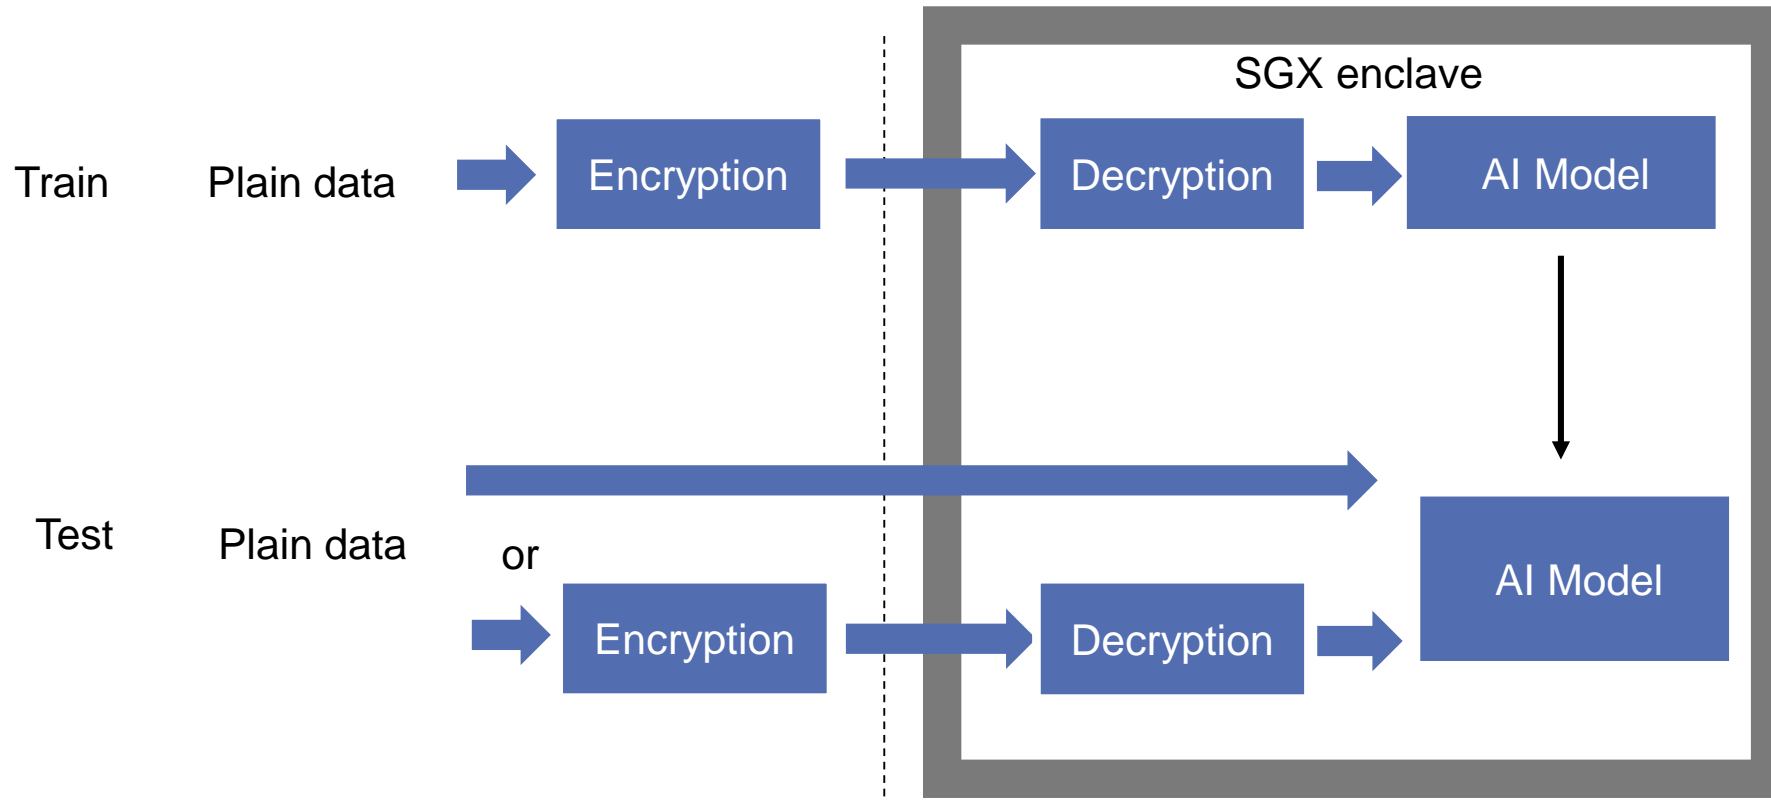 SGX enclave
Train
Plain data
Encryption
Decryption
AI Model
Test
Plain data
or
Encryption
Decryption
AI Model